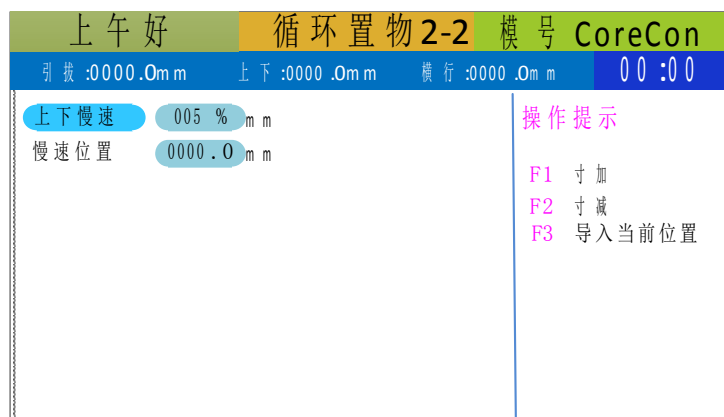 上午好 循环置物2-2 模号 CoreCon
引拔:0000.0mm 上下:0000.0mm 横行:0000.0mm 00:00
上下慢速 005 % mm
慢速位置 0000.0 mm
操作提示
F1 寸加
F2 寸减
F3 导入当前位置